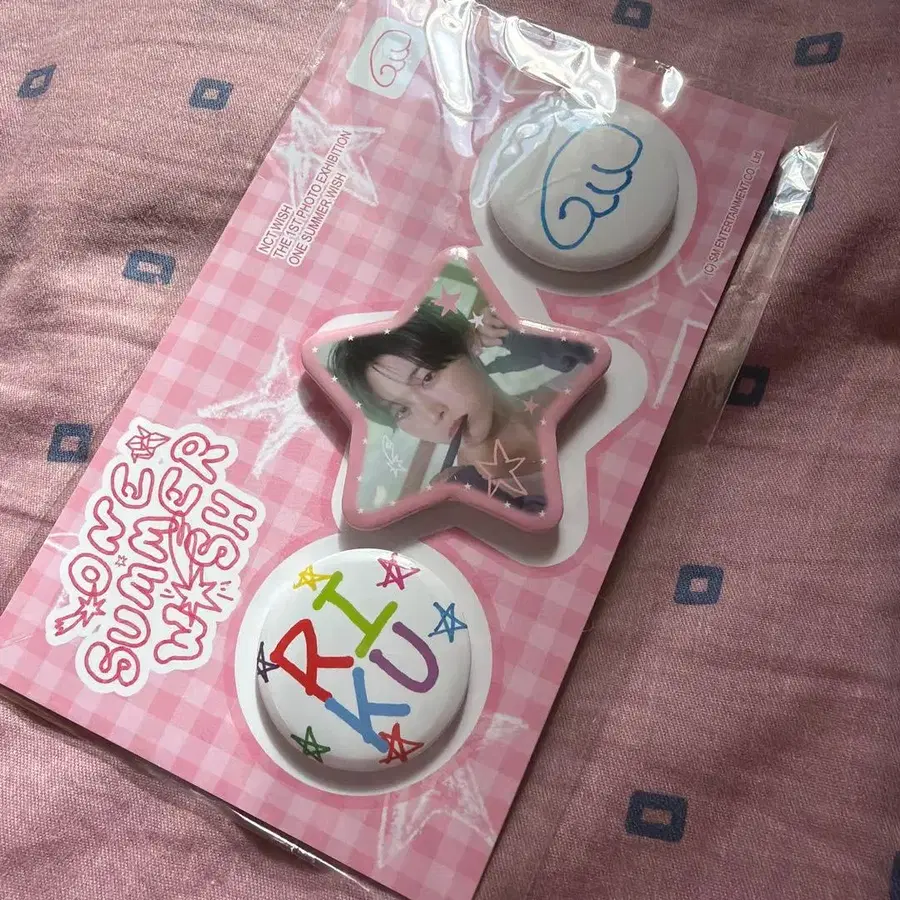 NCT WISH
THE 1ST PHOTO EXHIBITION
ONE SUMMER WISH
(C) SM ENTERTAINMENT CO., LTD
ONE
SUMMER
WISH
RI
KU